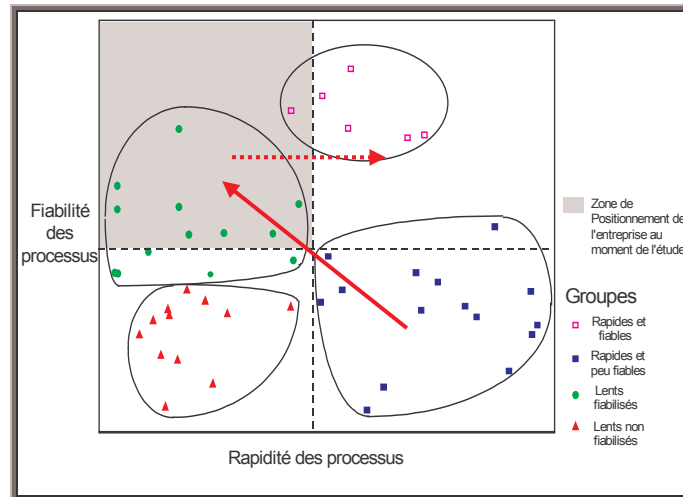 Fiabilité
des
processus
Rapidité des processus
Zone de
Positionnement de
l'entreprise au
moment de l'étude
Groupes
Rapides et
fiables
Rapides et
peu fiables
Lents
fiabilisés
Lents non
fiabilisés